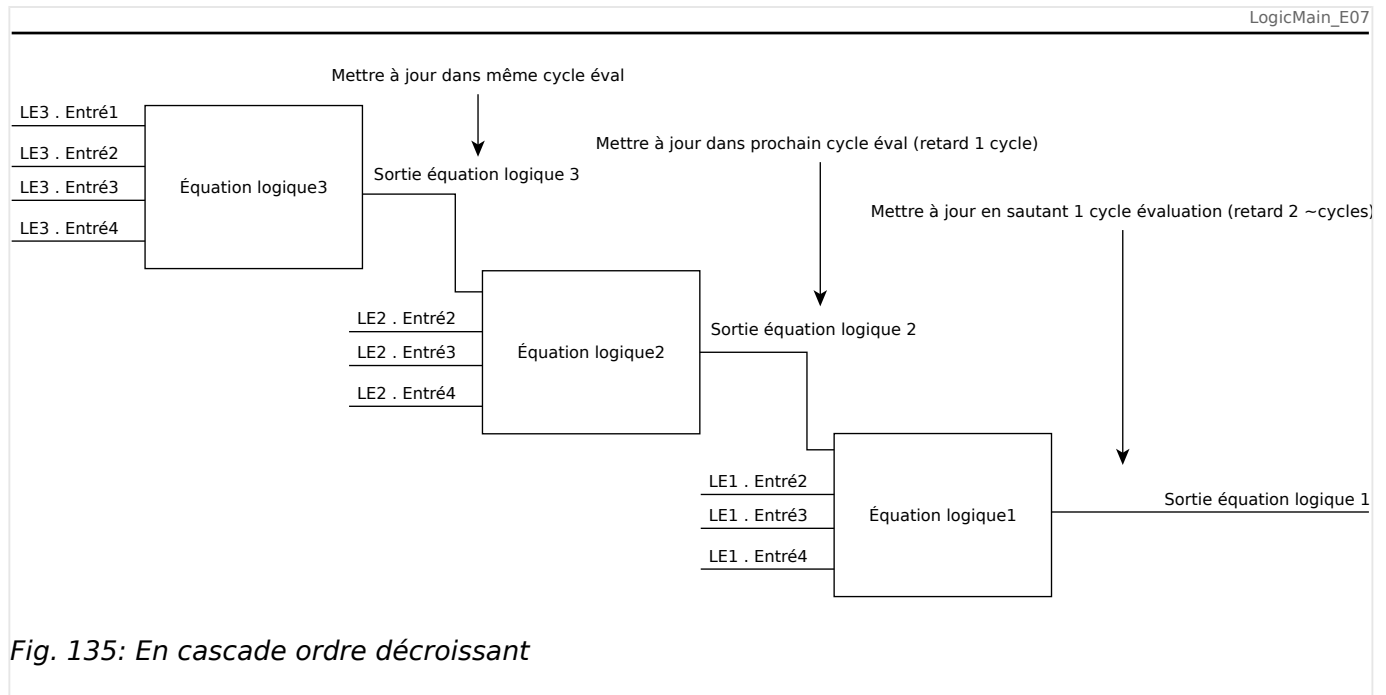 LogicMain_E07
Mettre à jour dans même cycle éval
LE3 . Entré1
Mettre à jour dans prochain cycle éval (retard 1 cycle)
LE3 . Entré2
Sortie équation logique 3
LE3 . Entré3
Équation logique3
Mettre à jour en sautant 1 cycle évaluation (retard 2 ~cycles)
LE3 . Entré4
LE2 . Entré2
Sortie équation logique 2
LE2 . Entré3
Équation logique2
LE2 . Entré4
LE1 . Entré2
Sortie équation logique 1
LE1 . Entré3
Équation logique1
LE1 . Entré4
Fig. 135: En cascade ordre décroissant